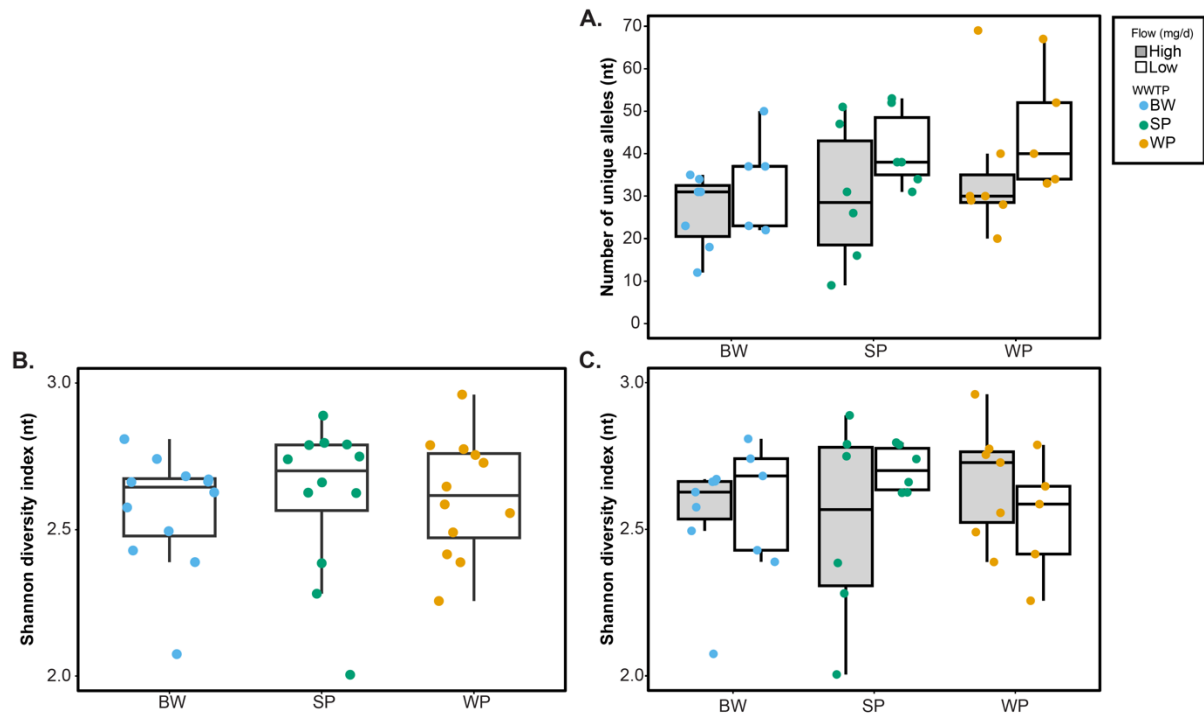 A.
Number of unique alleles (nt)
70
60
50
40
30
20
10
0
BW SP WP
Flow (mg/d)
High
Low
WWTP
BW
SP
WP
B.
Shannon diversity index (nt)
3.0
2.5
2.0
BW SP WP
C.
Shannon diversity index (nt)
3.0
2.5
2.0
BW SP WP